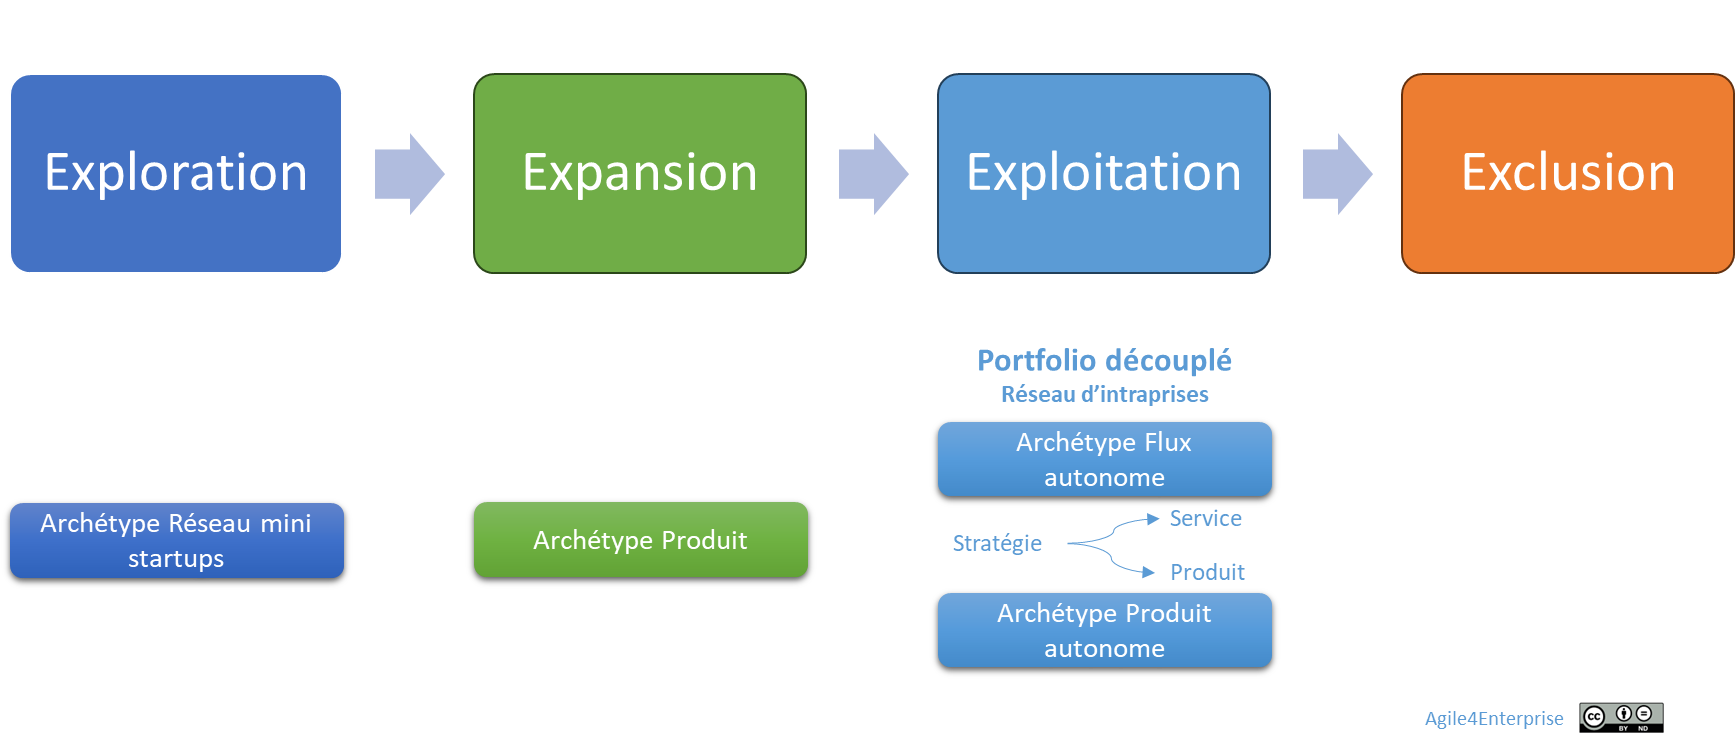 Exploration
Expansion
Exploitation
Exclusion
Portfolio découplé
Réseau d'intraprises
Archétype Flux
autonome
Archétype Réseau mini
startups
Archétype Produit
Stratégie
Service
Produit
Archétype Produit
autonome
Agile4Enterprise
cc
BY ND